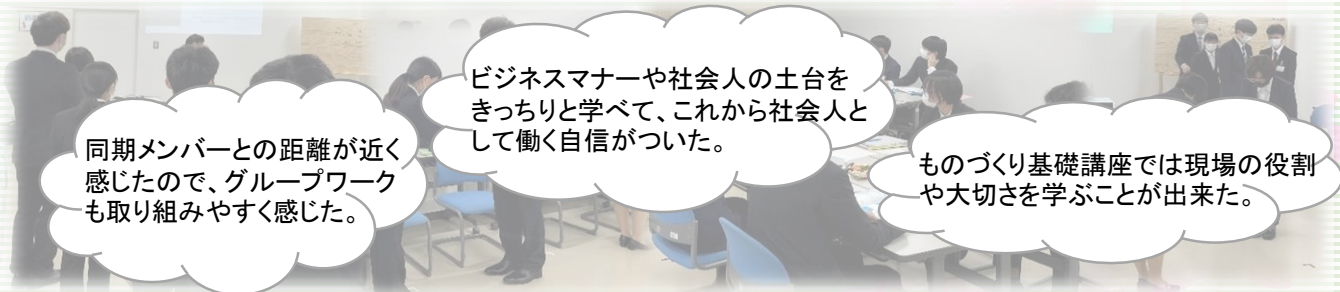 同期メンバーとの距離が近く
感じたので、グループワーク
も取り組みやすく感じた。
ビジネスマナーや社会人の土台を
きっちりと学べて、これから社会人と
して働く自信がついた。
ものづくり基礎講座では現場の役割
や大切さを学ぶことが出来た。